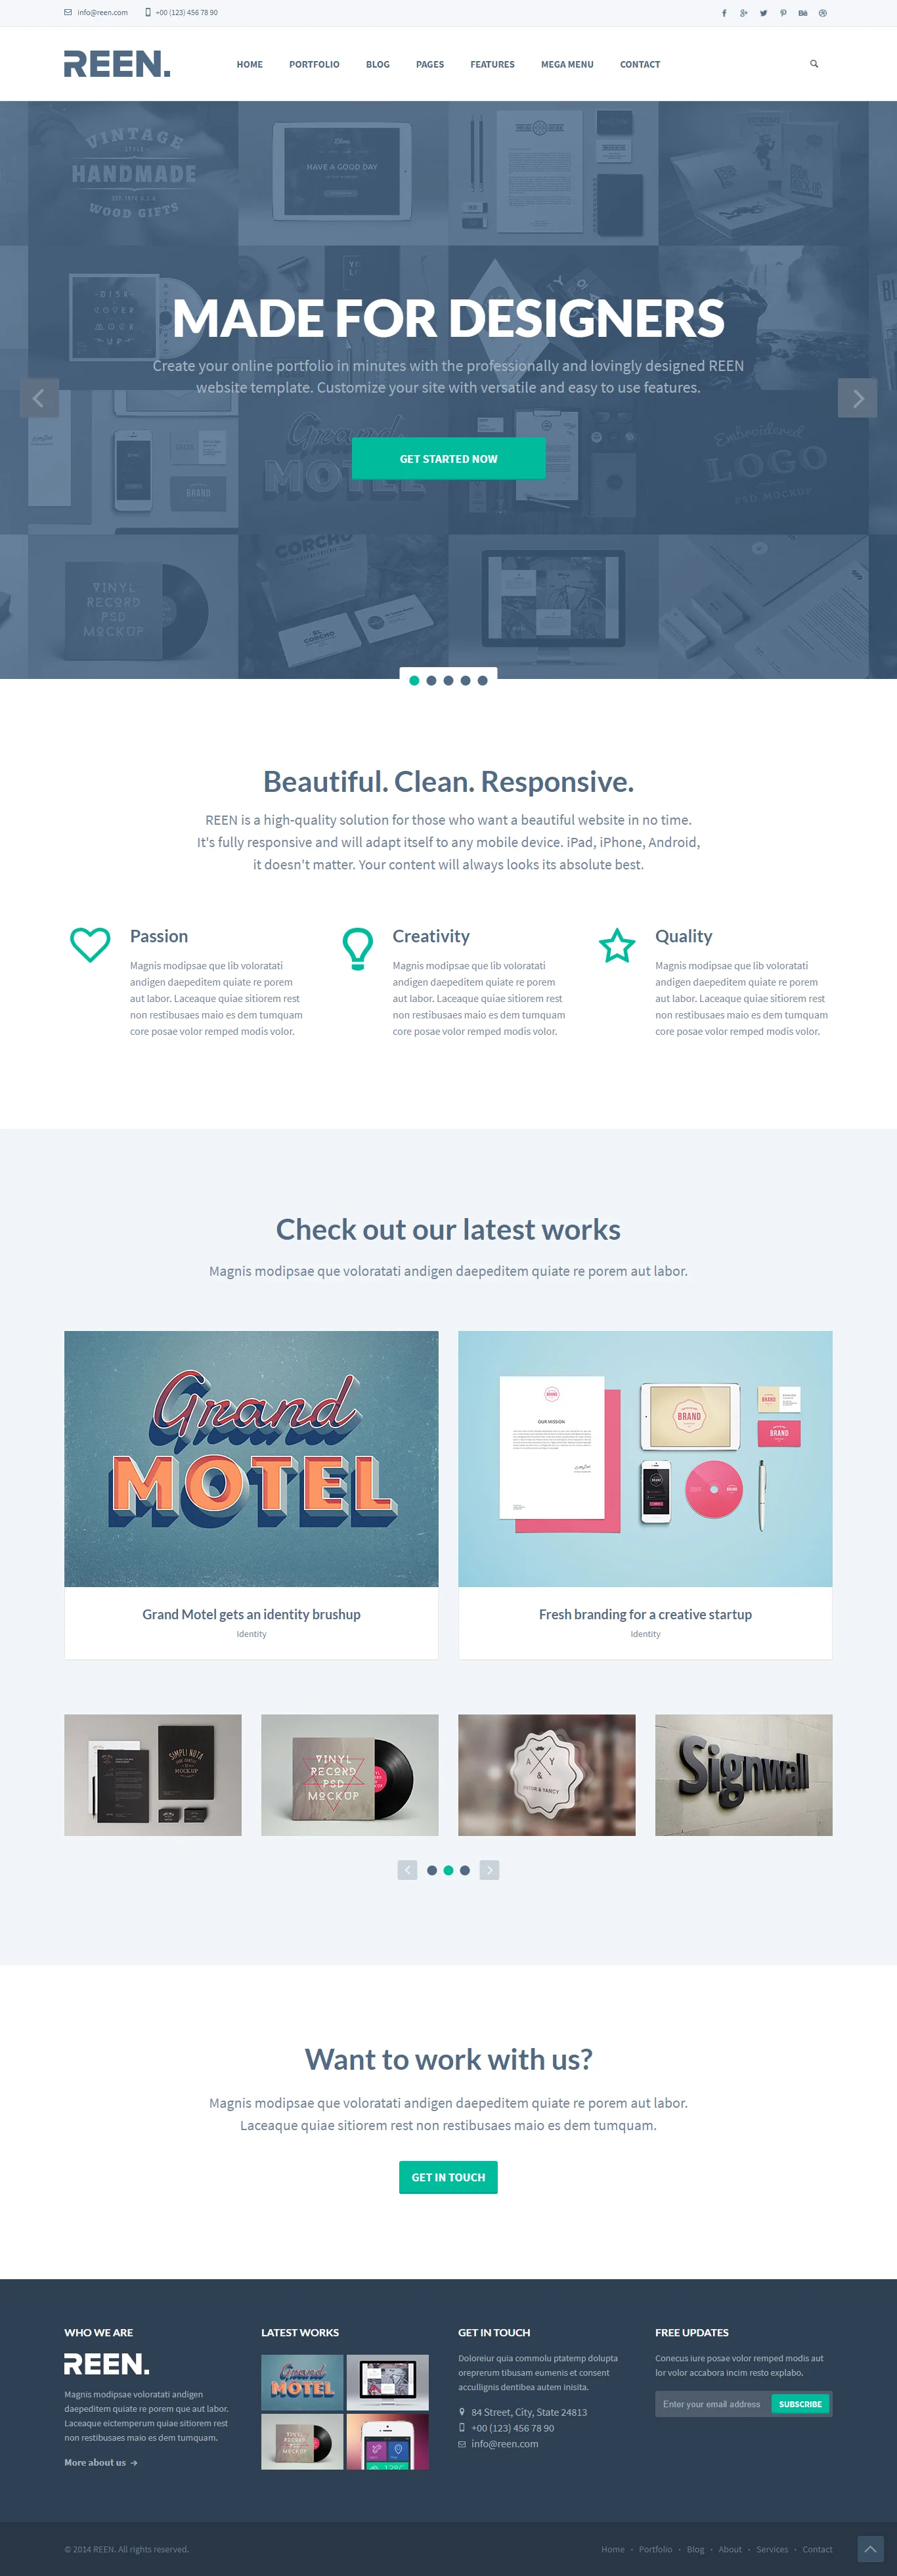 info@reen.com
+00 (123) 456 78 90
REEN.
HOME
PORTFOLIO
BLOG
PAGES
FEATURES
MEGA MENU
CONTACT
VINTAGE
STYLE
HANDMADE
WOOD GIFTS
HAVE A GOOD DAY
DISK
COVER
MOCK
UP
MADE FOR DESIGNERS
Create your online portfolio in minutes with the professionally and lovingly designed REEN
website template. Customize your site with versatile and easy to use features.
BRAND
Grand
MOTEL
Embroidered
LOGO
PSD MOCKUP
GET STARTED NOW
VINYL
RECORD
PSD
MOCKUP
CORCHO
EL
CORCHO
Beautiful. Clean. Responsive.
REEN is a high-quality solution for those who want a beautiful website in no time.
It's fully responsive and will adapt itself to any mobile device. iPad, iPhone, Android,
it doesn't matter. Your content will always looks its absolute best.
Passion
Magnis modipsae que lib voloratati
andigen daepeditem quiate re porem
aut labor. Laceaque quiae sitiorem rest
non restibusaes maio es dem tumquam
core posae volor remped modis volor.
Creativity
Magnis modipsae que lib voloratati
andigen daepeditem quiate re porem
aut labor. Laceaque quiae sitiorem rest
non restibusaes maio es dem tumquam
core posae volor remped modis volor.
Quality
Magnis modipsae que lib voloratati
andigen daepeditem quiate re porem
aut labor. Laceaque quiae sitiorem rest
non restibusaes maio es dem tumquam
core posae volor remped modis volor.
Check out our latest works
Magnis modipsae que voloratati andigen daepeditem quiate re porem aut labor.
Grand
MOTEL
BRAND
OUR MISSION
BRAND
BRAND
BRAND
Grand Motel gets an identity brushup
Identity
Fresh branding for a creative startup
Identity
SIMPLI NOTA
MOCKUP
VINYL
RECORD
PSD
MOCKUP
A Y
&
& YANCY
Signwall
Want to work with us?
Magnis modipsae que voloratati andigen daepeditem quiate re porem aut labor.
Laceaque quiae sitiorem rest non restibusaes maio es dem tumquam.
GET IN TOUCH
WHO WE ARE
REEN.
Magnis modipsae voloratati andigen
daepeditem quiate re porem que aut labor.
Laceaque eictemperum quiae sitiorem rest
non restibusaes maio es dem tumquam.
More about us →
LATEST WORKS
Grand
MOTEL
VINYL
RECORD
PSD
MOCKUP
GET IN TOUCH
Doloreiur quia commolu ptatemp dolupta
oreprerum tibusam eumenis et consent
accullignis dentibea autem inisita.
84 Street, City, State 24813
+00 (123) 456 78 90
info@reen.com
FREE UPDATES
Conecus iure posae volor remped modis aut
lor volor accabora incim resto explabo.
Enter your email address
SUBSCRIBE
© 2014 REEN. All rights reserved.
Home • Portfolio • Blog • About • Services • Contact